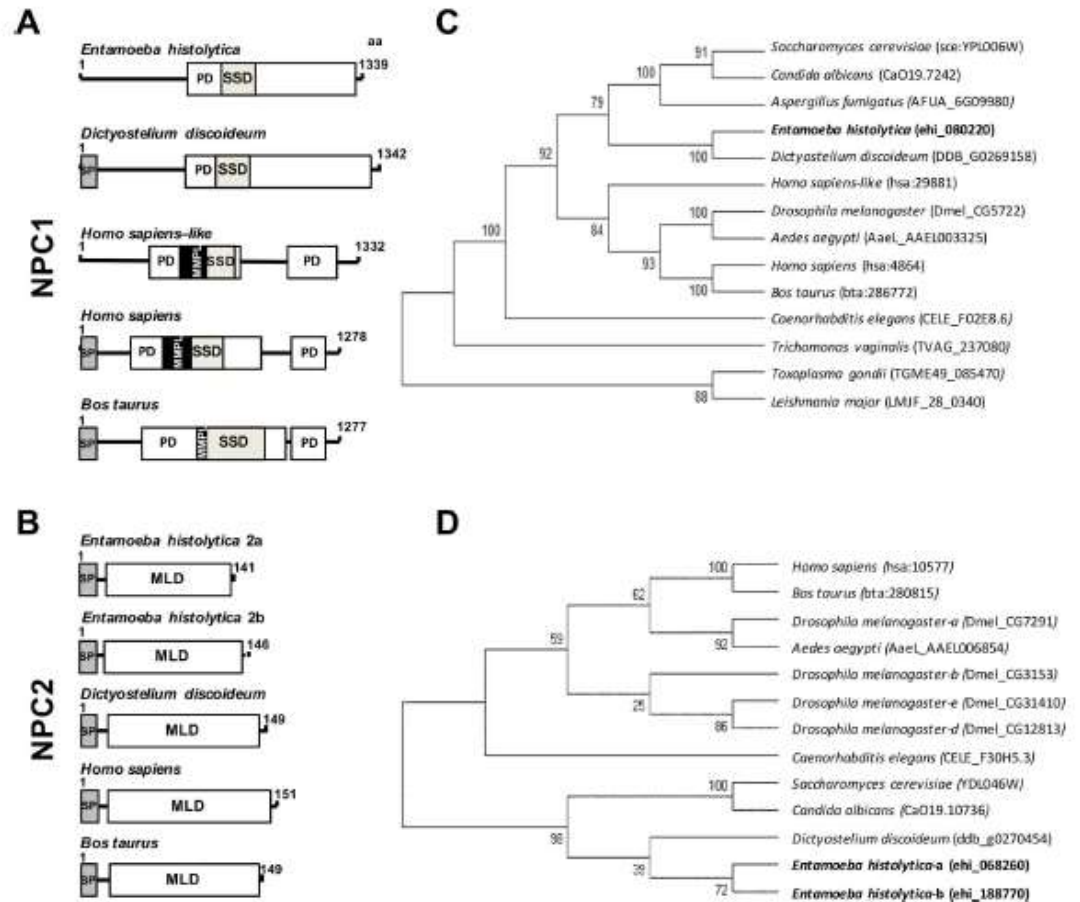 A
aa
Entamoeba histolytica
1
1339
PD
SSD
Dictyostelium discoideum
1
1342
SP
PD
SSD
Homo sapiens–like
1
1332
PD
MMPL
SSD
PD
Homo sapiens
1
1278
SP
PD
MMPL
SSD
PD
Bos taurus
1
1277
SP
PD
MMPL
SSD
PD
NPC1
B
Entamoeba histolytica 2a
1
141
SP
MLD
Entamoeba histolytica 2b
1
146
SP
MLD
Dictyostelium discoideum
1
149
SP
MLD
Homo sapiens
1
151
SP
MLD
Bos taurus
1
149
SP
MLD
NPC2
C
Saccharomyces cerevisiae (sce:YPL006W)
Candida albicans (CaO19.7242)
Aspergillus fumigatus (AFUA_6G09980)
Entamoeba histolytica (ehi_080220)
Dictyostelium discoideum (DDB_G0269158)
Homo sapiens-like (hsa:29881)
Drosophila melanogaster (Dmel_CG5722)
Aedes aegypti (AaeL_AAEL003325)
Homo sapiens (hsa:4864)
Bos taurus (bta:286772)
Caenorhabditis elegans (CELE_F02E8.6)
Trichomonas vaginalis (TVAG_237080)
Toxoplasma gondii (TGME49_085470)
Leishmania major (LMJF_28_0340)
91
100
79
100
92
100
84
100
93
100
88
D
Homo sapiens (hsa:10577)
Bos taurus (bta:280815)
Drosophila melanogaster-a (Dmel_CG7291)
Aedes aegypti (AaeL_AAEL006854)
Drosophila melanogaster-b (Dmel_CG3153)
Drosophila melanogaster-e (Dmel_CG31410)
Drosophila melanogaster-d (Dmel_CG12813)
Caenorhabditis elegans (CELE_F30H5.3)
Saccharomyces cerevisiae (YDL046W)
Candida albicans (CaO19.10736)
Dictyostelium discoideum (ddb_g0270454)
Entamoeba histolytica-a (ehi_068260)
Entamoeba histolytica-b (ehi_188770)
100
62
92
59
25
86
100
98
39
72